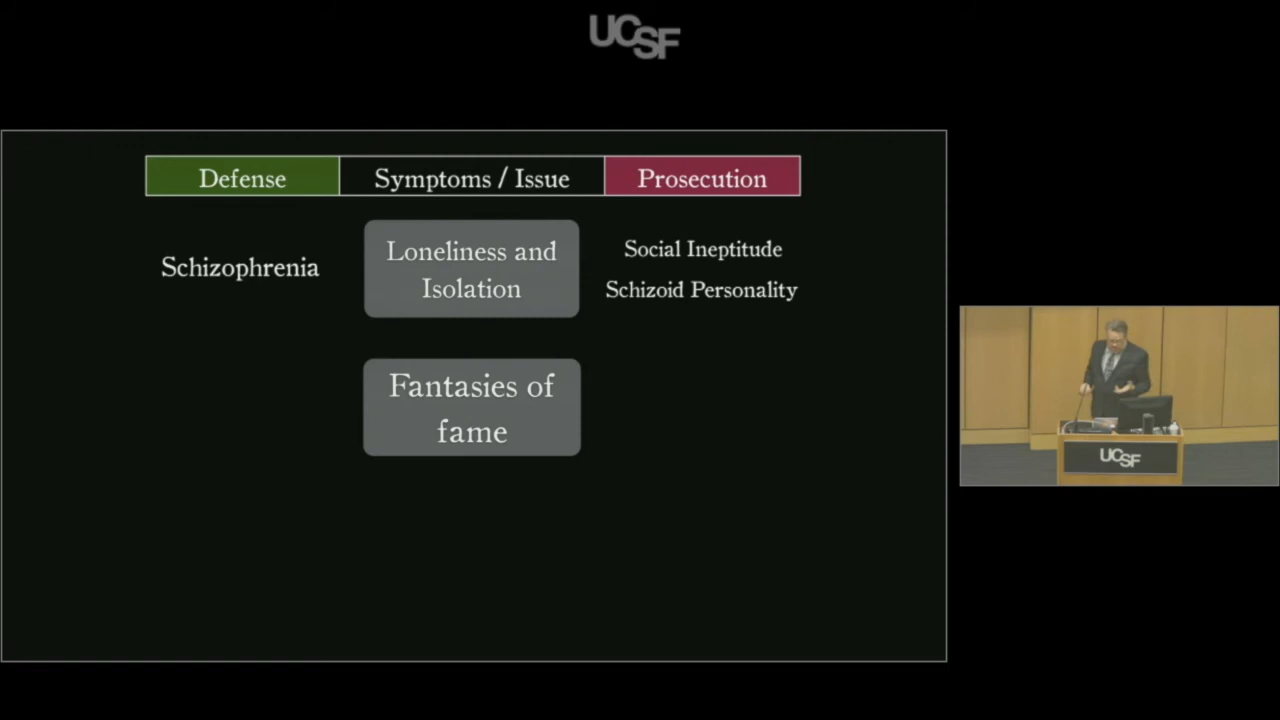 UCSF
Defense Symptoms / Issue Prosecution
Schizophrenia
Loneliness and
Isolation
Social Ineptitude
Schizoid Personality
Fantasies of
fame
UCSF